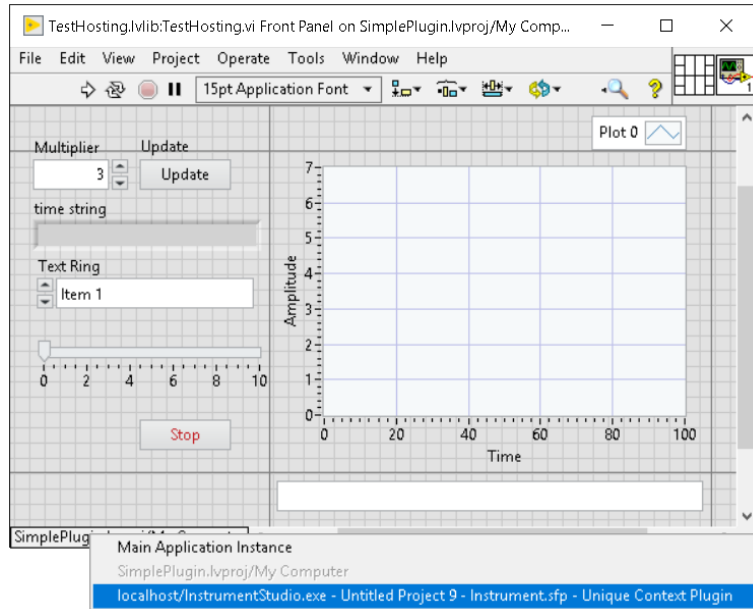 TestHosting.lvlib:TestHosting.vi Front Panel on SimplePlugin.lvproj/My Comp...
File Edit View Project Operate Tools Window Help
15pt Application Font
1
Plot 0
Multiplier Update
3 Update
time string
Text Ring
Item 1
0 2 4 6 8 10
Stop
Amplitude
7
6
5
4
3
2
1
0
0 20 40 60 80 100
Time
Main Application Instance
SimplePlugin.lvproj/My Computer
localhost/InstrumentStudio.exe - Untitled Project 9 - Instrument.sfp - Unique Context Plugin